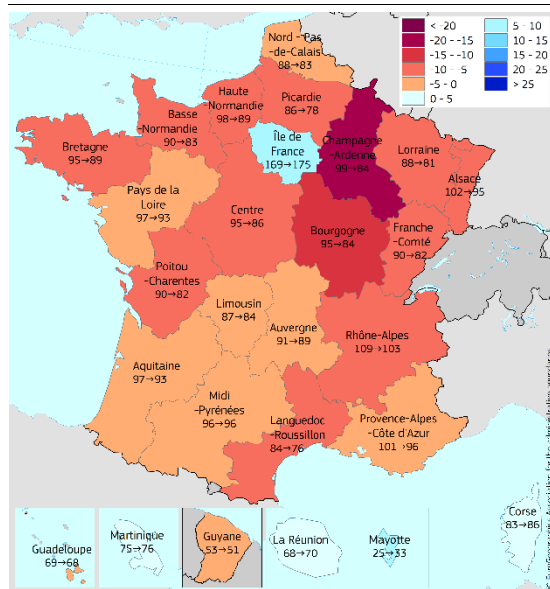 < -20
-20 - -15
-15 - -10
10 - 5
-5 - 0
0 - 5
5 - 10
10 - 15
15 - 20
20 - 25
> 25
Nord - Pas
-de-Calais
88→83
Haute
-Normandie
98→89
Picardie
86→78
Basse
-Normandie
90→83
Île de
France
169→175
Champagne
-Ardenne
99→84
Lorraine
88→81
Alsace
102→95
Bretagne
95→89
Pays de la
Loire
97→93
Centre
95→86
Bourgogne
95→84
Franche
-Comté
90→82
Poitou
-Charentes
90→82
Limousin
87→84
Auvergne
91→89
Rhône-Alpes
109→103
Aquitaine
97→93
Midi
-Pyrénées
96→96
Languedoc
-Roussillon
84→76
Provence-Alpes
-Côte d'Azur
101→96
Guadeloupe
69→68
Martinique
75→76
Guyane
53→51
La Réunion
68→70
Mayotte
25→33
Corse
83→86